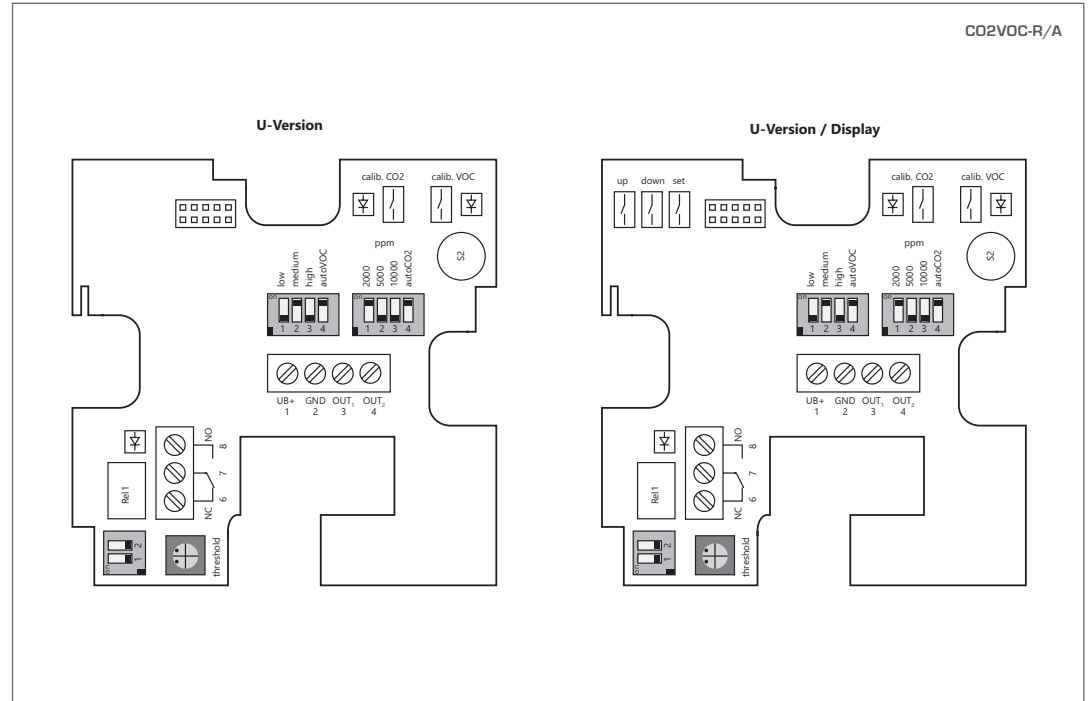 CO2VOC-R/A
U-Version
calib. CO2 calib. VOC
S2
ppm
low
medium
high
autoVOC
2000
5000
10000
autoCO2
on
1 2 3 4
on
1 2 3 4
UB+ GND OUT1 OUT2
1 2 3 4
NO
8
7
6
NC
Rel1
on
1 2
threshold
U-Version / Display
up down set
calib. CO2 calib. VOC
S2
ppm
low
medium
high
autoVOC
2000
5000
10000
autoCO2
on
1 2 3 4
on
1 2 3 4
UB+ GND OUT1 OUT2
1 2 3 4
NO
8
7
6
NC
Rel1
on
1 2
threshold